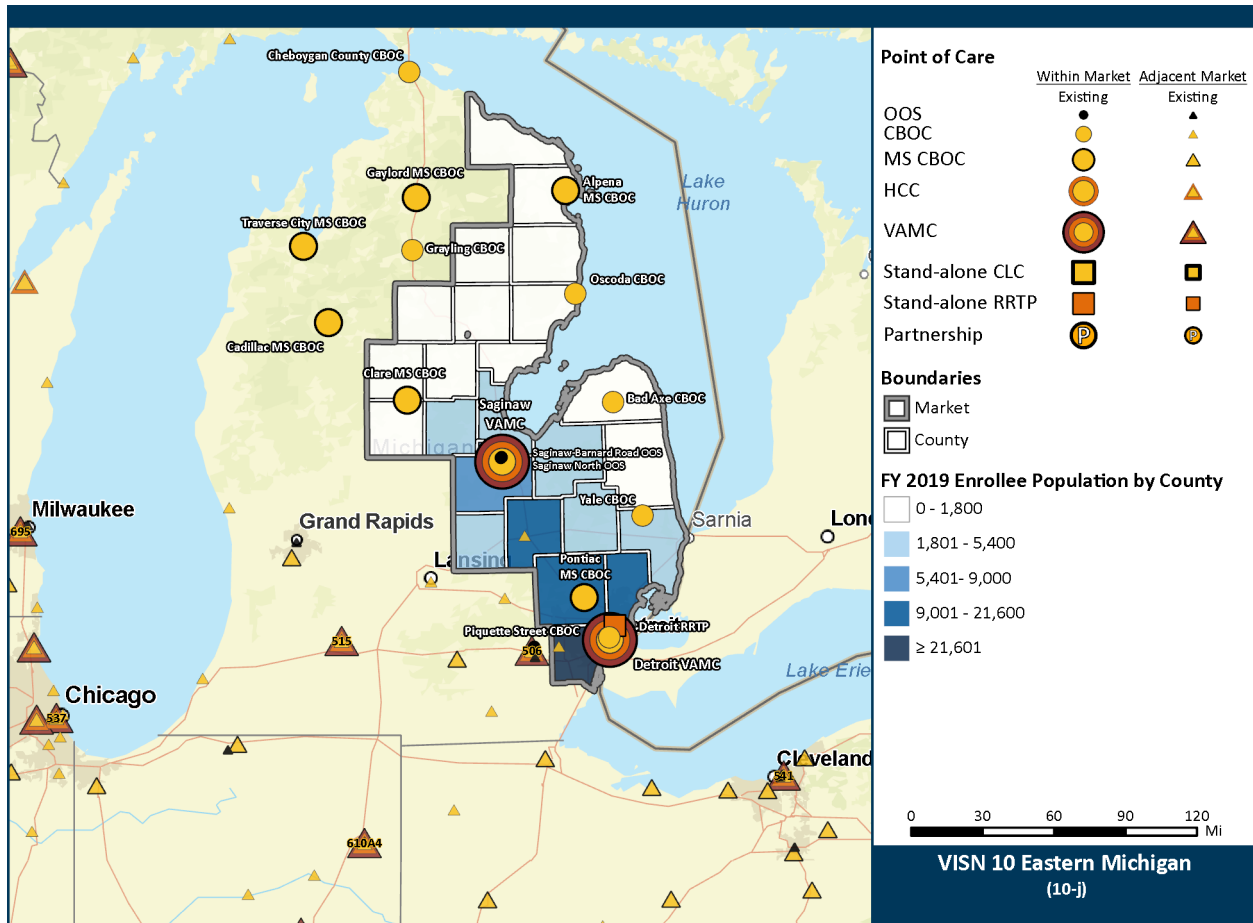 Cheboygan County CBOC
Gaylord MS CBOC
Alpena
MS CBOC
Lake
Huron
Traverse City MS CBOC
Grayling CBOC
Oscoda CBOC
Cadillac MS CBOC
Clare MS CBOC
Bad Axe CBOC
Saginaw
VAMC
Michigan
Saginaw-Barnard Road OOS
Saginaw North OOS
Yale CBOC
Milwaukee
695
Grand Rapids
Sarnia
Lon
Lansing
Pontiac
MS CBOC
Piquette Street CBOC
Detroit RRTP
515
506
Detroit VAMC
Lake Erie
Chicago
537
Cleveland
541
610A4
Point of Care
Within Market
Adjacent Market
Existing
Existing
OOS
CBOC
MS CBOC
HCC
VAMC
Stand-alone CLC
Stand-alone RRTP
Partnership
P
P
Boundaries
Market
County
FY 2019 Enrollee Population by County
0 - 1,800
1,801 - 5,400
5,401- 9,000
9,001 - 21,600
≥ 21,601
0 30 60 90 120
Mi
VISN 10 Eastern Michigan
(10-j)